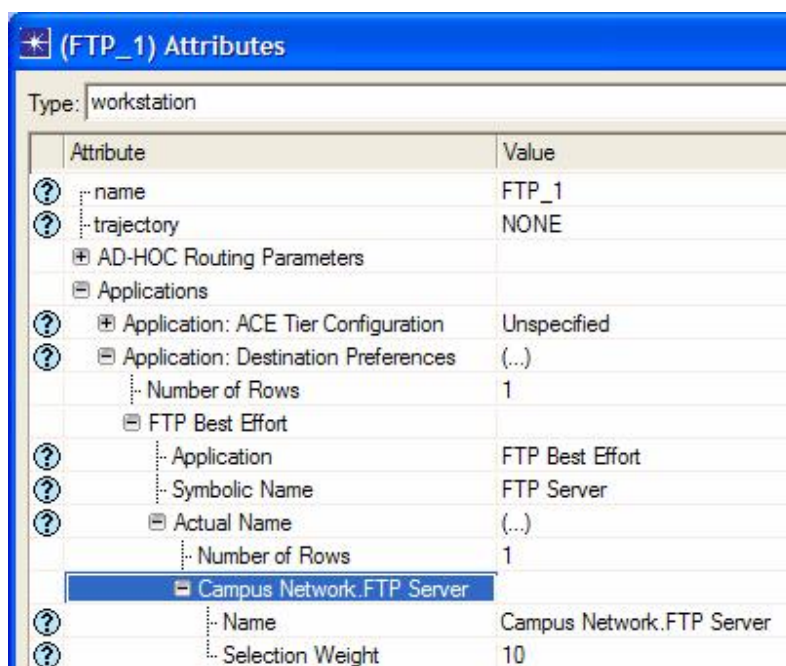 (FTP_1) Attributes
Type: workstation
Attribute Value
name FTP_1
trajectory NONE
AD-HOC Routing Parameters
Applications
Application: ACE Tier Configuration Unspecified
Application: Destination Preferences (...)
Number of Rows 1
FTP Best Effort
Application FTP Best Effort
Symbolic Name FTP Server
Actual Name (...)
Number of Rows 1
Campus Network.FTP Server
Name Campus Network.FTP Server
Selection Weight 10